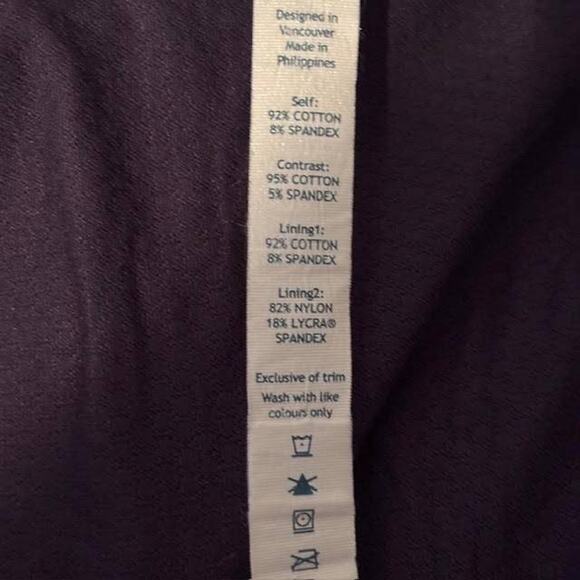 Designed in
Vancouver
Made in
Philippines
Self:
92% COTTON
8% SPANDEX
Contrast:
95% COTTON
5% SPANDEX
Lining1:
92% COTTON
8% SPANDEX
Lining2:
82% NYLON
18% LYCRA®
SPANDEX
Exclusive of trim
Wash with like
colours only